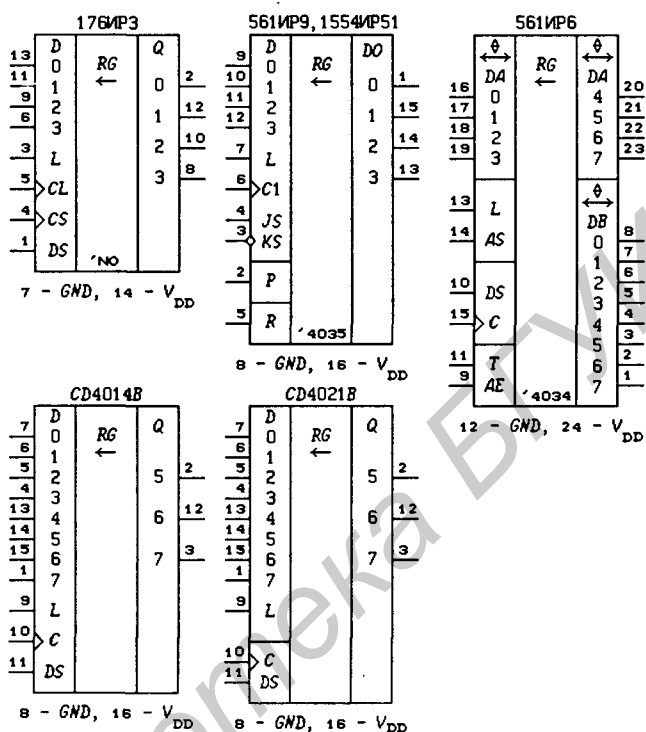 176ИР3
D Q
13 0 RG 0 2
11 1 ← 1 12
9 2 2 10
6 3 3 8
3 L
5 CL
4 CS
1 DS
'NO
7 - GND, 14 - VDD
561ИР9, 1554ИР51
D DO
9 0 RG 0 1
10 1 ← 1 15
11 2 2 14
12 3 3 13
7 L
6 C1
4 JS
3 KS
2 P
5 R
'4035
8 - GND, 16 - VDD
561ИР6
θ RG θ
↔ ← ↔
DA DA
16 0 4 20
17 1 5 21
18 2 6 22
19 3 7 23
θ
↔
13 L DB
14 AS 0 8
1 7
10 DS 2 6
3 5
15 C 4 4
5 3
11 T 6 2
9 AE 7 1
'4034
12 - GND, 24 - VDD
CD4014B
D Q
7 0 RG
6 1 ←
5 2 5 2
4 3
13 4 6 12
14 5
15 6 7 3
1 7
9 L
10 C
11 DS
8 - GND, 16 - VDD
CD4021B
D Q
7 0 RG
6 1 ←
5 2 5 2
4 3
13 4 6 12
14 5
15 6 7 3
1 7
9 L
10 C
11 DS
8 - GND, 16 - VDD